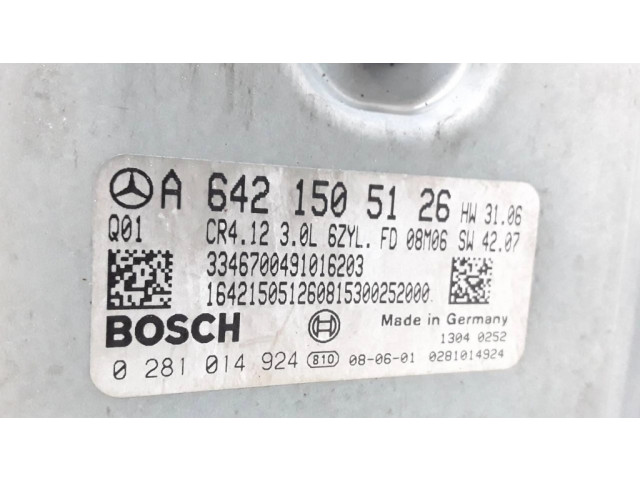 A 642 150 51 26 HW 31.06
Q01 CR4.12 3.0L 6ZYL. FD 08M06 SW 42.07
3346700491016203
16421505126081530025200​0
BOSCH
Made in Germany
1304 0252
0 281 014 924 810 08-06-01 0281014924